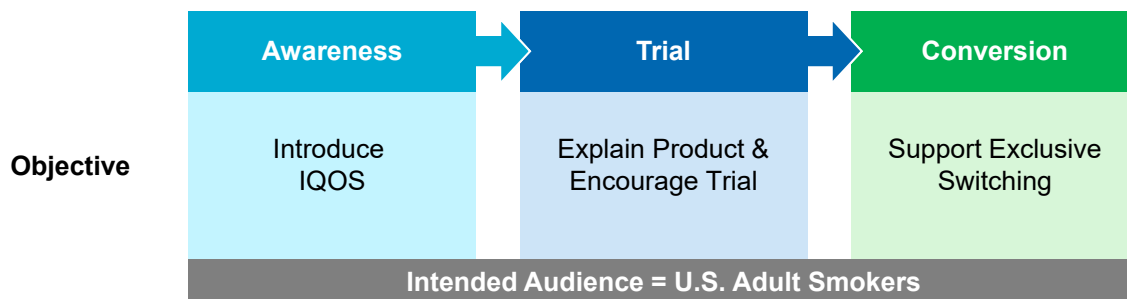 Awareness
Trial
Conversion
Objective
Introduce
IQOS
Explain Product &
Encourage Trial
Support Exclusive
Switching
Intended Audience = U.S. Adult Smokers